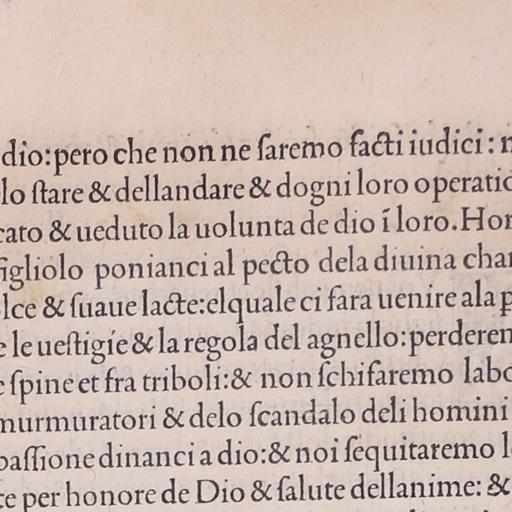 dio:pero che non ne ſaremo facti iudici:
lo ſtare & dellandare & dogni loro operatio
cato & ueduto la uolunta de dio ĩ loro. Hor
figliolo ponianci al pecto dela diuina char
lce & ſuaue lacte:elquale ci fara uenire ala p
e le ueſtigie & la regola del agnello:perderen
e ſpine et fra triboli:& non ſchifaremo labo
murmuratori & delo ſcandalo deli homini
paſſione dinanci a dio:& noi ſequitaremo l
te per honore de Dio & ſalute dellanime: &